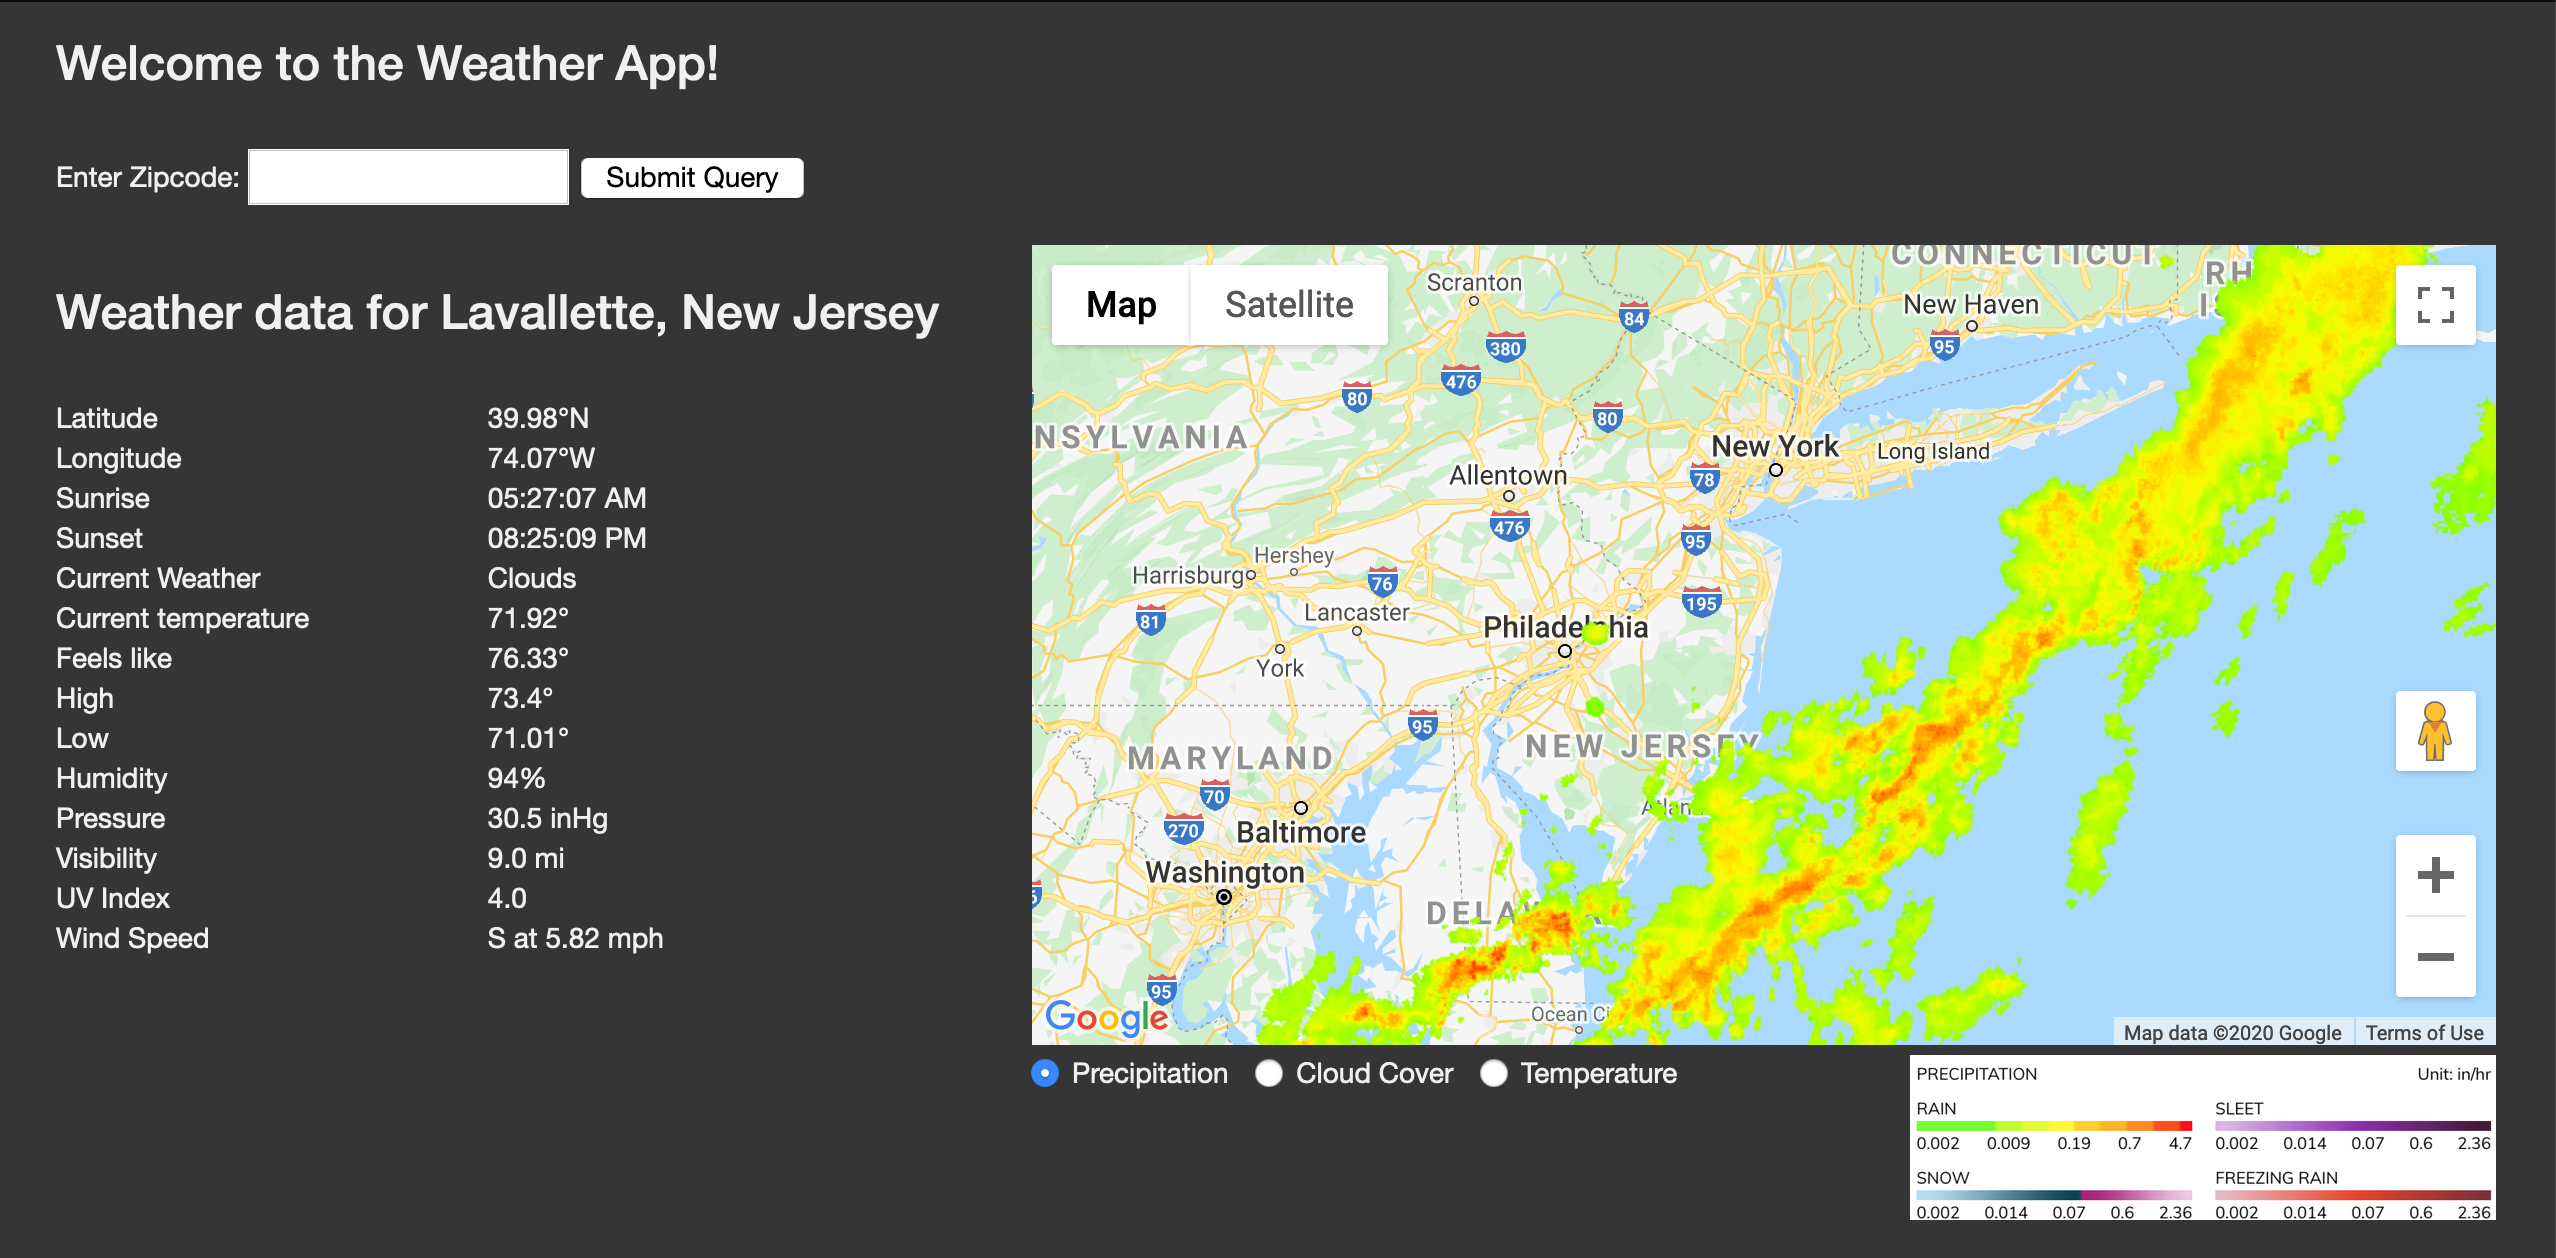 Welcome to the Weather App!
Enter Zipcode: Submit Query
Weather data for Lavallette, New Jersey
Latitude 39.98°N
Longitude 74.07°W
Sunrise 05:27:07 AM
Sunset 08:25:09 PM
Current Weather Clouds
Current temperature 71.92°
Feels like 76.33°
High 73.4°
Low 71.01°
Humidity 94%
Pressure 30.5 inHg
Visibility 9.0 mi
UV Index 4.0
Wind Speed S at 5.82 mph
Map Satellite
CONNECTICUT
RH
Scranton
New Haven
84
380
95
476
80
80
NSYLVANIA
New York
Long Island
Allentown
78
476
95
Hershey
Harrisburg
76
Lancaster
195
81
Philadelphia
York
95
NEW JERSEY
MARYLAND
70
270
Baltimore
Washington
95
Google
Map data ©2020 Google Terms of Use
Precipitation Cloud Cover Temperature
PRECIPITATION Unit: in/hr
RAIN SLEET
0.002 0.009 0.19 0.7 4.7 0.002 0.014 0.07 0.6 2.36
SNOW FREEZING RAIN
0.002 0.014 0.07 0.6 2.36 0.002 0.014 0.07 0.6 2.36